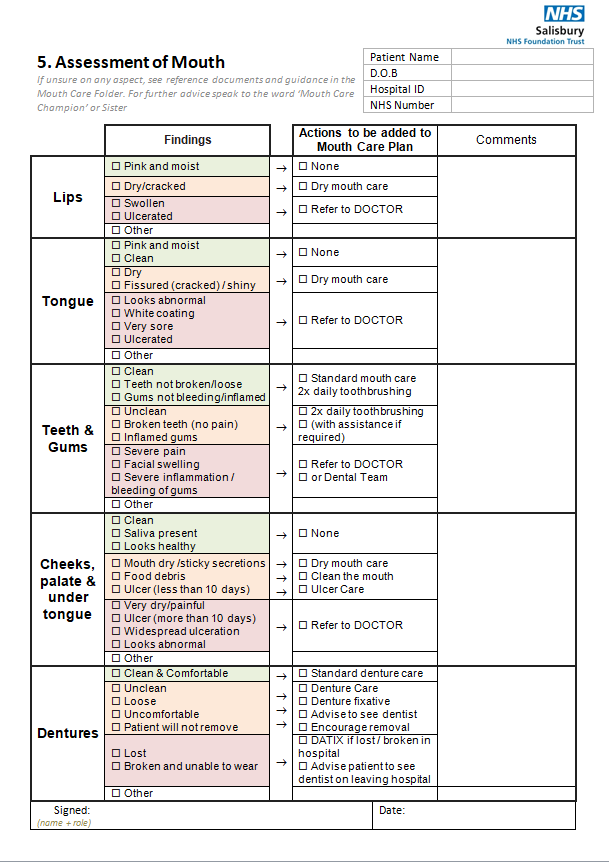 NHS
Salisbury
NHS Foundation Trust
5. Assessment of Mouth
If unsure on any aspect, see reference documents and guidance in the
Mouth Care Folder. For further advice speak to the ward ‘Mouth Care
Champion’ or Sister
Patient Name
D.O.B
Hospital ID
NHS Number
Findings
Actions to be added to
Mouth Care Plan
Comments
Lips
☐ Pink and moist
→
☐ None
☐ Dry/cracked
→
☐ Dry mouth care
☐ Swollen
☐ Ulcerated
→
☐ Refer to DOCTOR
☐ Other
Tongue
☐ Pink and moist
☐ Clean
→
☐ None
☐ Dry
☐ Fissured (cracked) / shiny
→
☐ Dry mouth care
☐ Looks abnormal
☐ White coating
☐ Very sore
☐ Ulcerated
→
☐ Refer to DOCTOR
☐ Other
Teeth &
Gums
☐ Clean
☐ Teeth not broken/loose
☐ Gums not bleeding/inflamed
→
☐ Standard mouth care
2x daily toothbrushing
☐ Unclean
☐ Broken teeth (no pain)
☐ Inflamed gums
→
☐ 2x daily toothbrushing
☐ (with assistance if
required)
☐ Severe pain
☐ Facial swelling
☐ Severe inflammation /
bleeding of gums
→
☐ Refer to DOCTOR
☐ or Dental Team
☐ Other
Cheeks,
palate &
under
tongue
☐ Clean
☐ Saliva present
☐ Looks healthy
→
☐ None
☐ Mouth dry /sticky secretions
☐ Food debris
☐ Ulcer (less than 10 days)
→
→
→
☐ Dry mouth care
☐ Clean the mouth
☐ Ulcer Care
☐ Very dry/painful
☐ Ulcer (more than 10 days)
☐ Widespread ulceration
☐ Looks abnormal
→
☐ Refer to DOCTOR
☐ Other
Dentures
☐ Clean & Comfortable
→
☐ Standard denture care
☐ Unclean
☐ Loose
☐ Uncomfortable
☐ Patient will not remove
→
→
→
☐ Denture Care
☐ Denture fixative
☐ Advise to see dentist
☐ Encourage removal
☐ Lost
☐ Broken and unable to wear
→
☐ DATIX if lost / broken in
hospital
☐ Advise patient to see
dentist on leaving hospital
☐ Other
Signed:
(name + role)
Date: